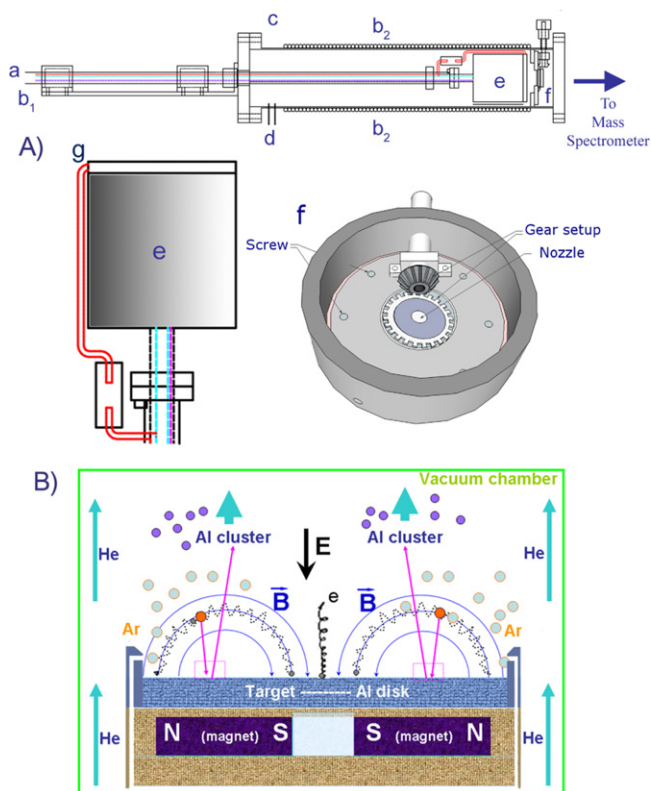 c
b2
a
e
b1
f
b2
d
To
Mass
Spectrometer
A)
g
e
f
Gear setup
Screw
Nozzle
B)
Vacuum chamber
He
Al cluster
E
Al cluster
He
B
e
B
Ar
Ar
Target ---------- Al disk
He
N (magnet) S
S (magnet) N
He